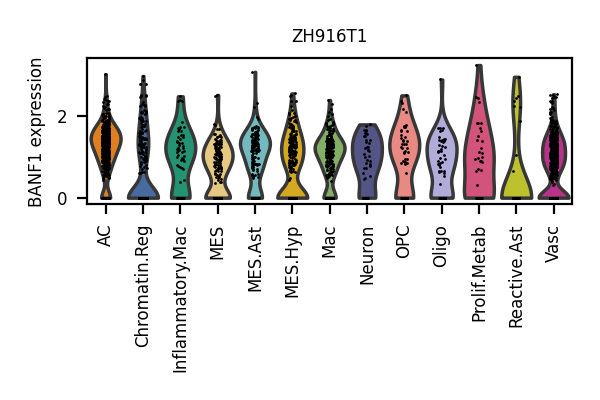 ZH916T1
BANF1 expression
2
0
AC
Chromatin.Reg
Inflammatory.Mac
MES
MES.Ast
MES.Hyp
Mac
Neuron
OPC
Oligo
Prolif.Metab
Reactive.Ast
Vasc